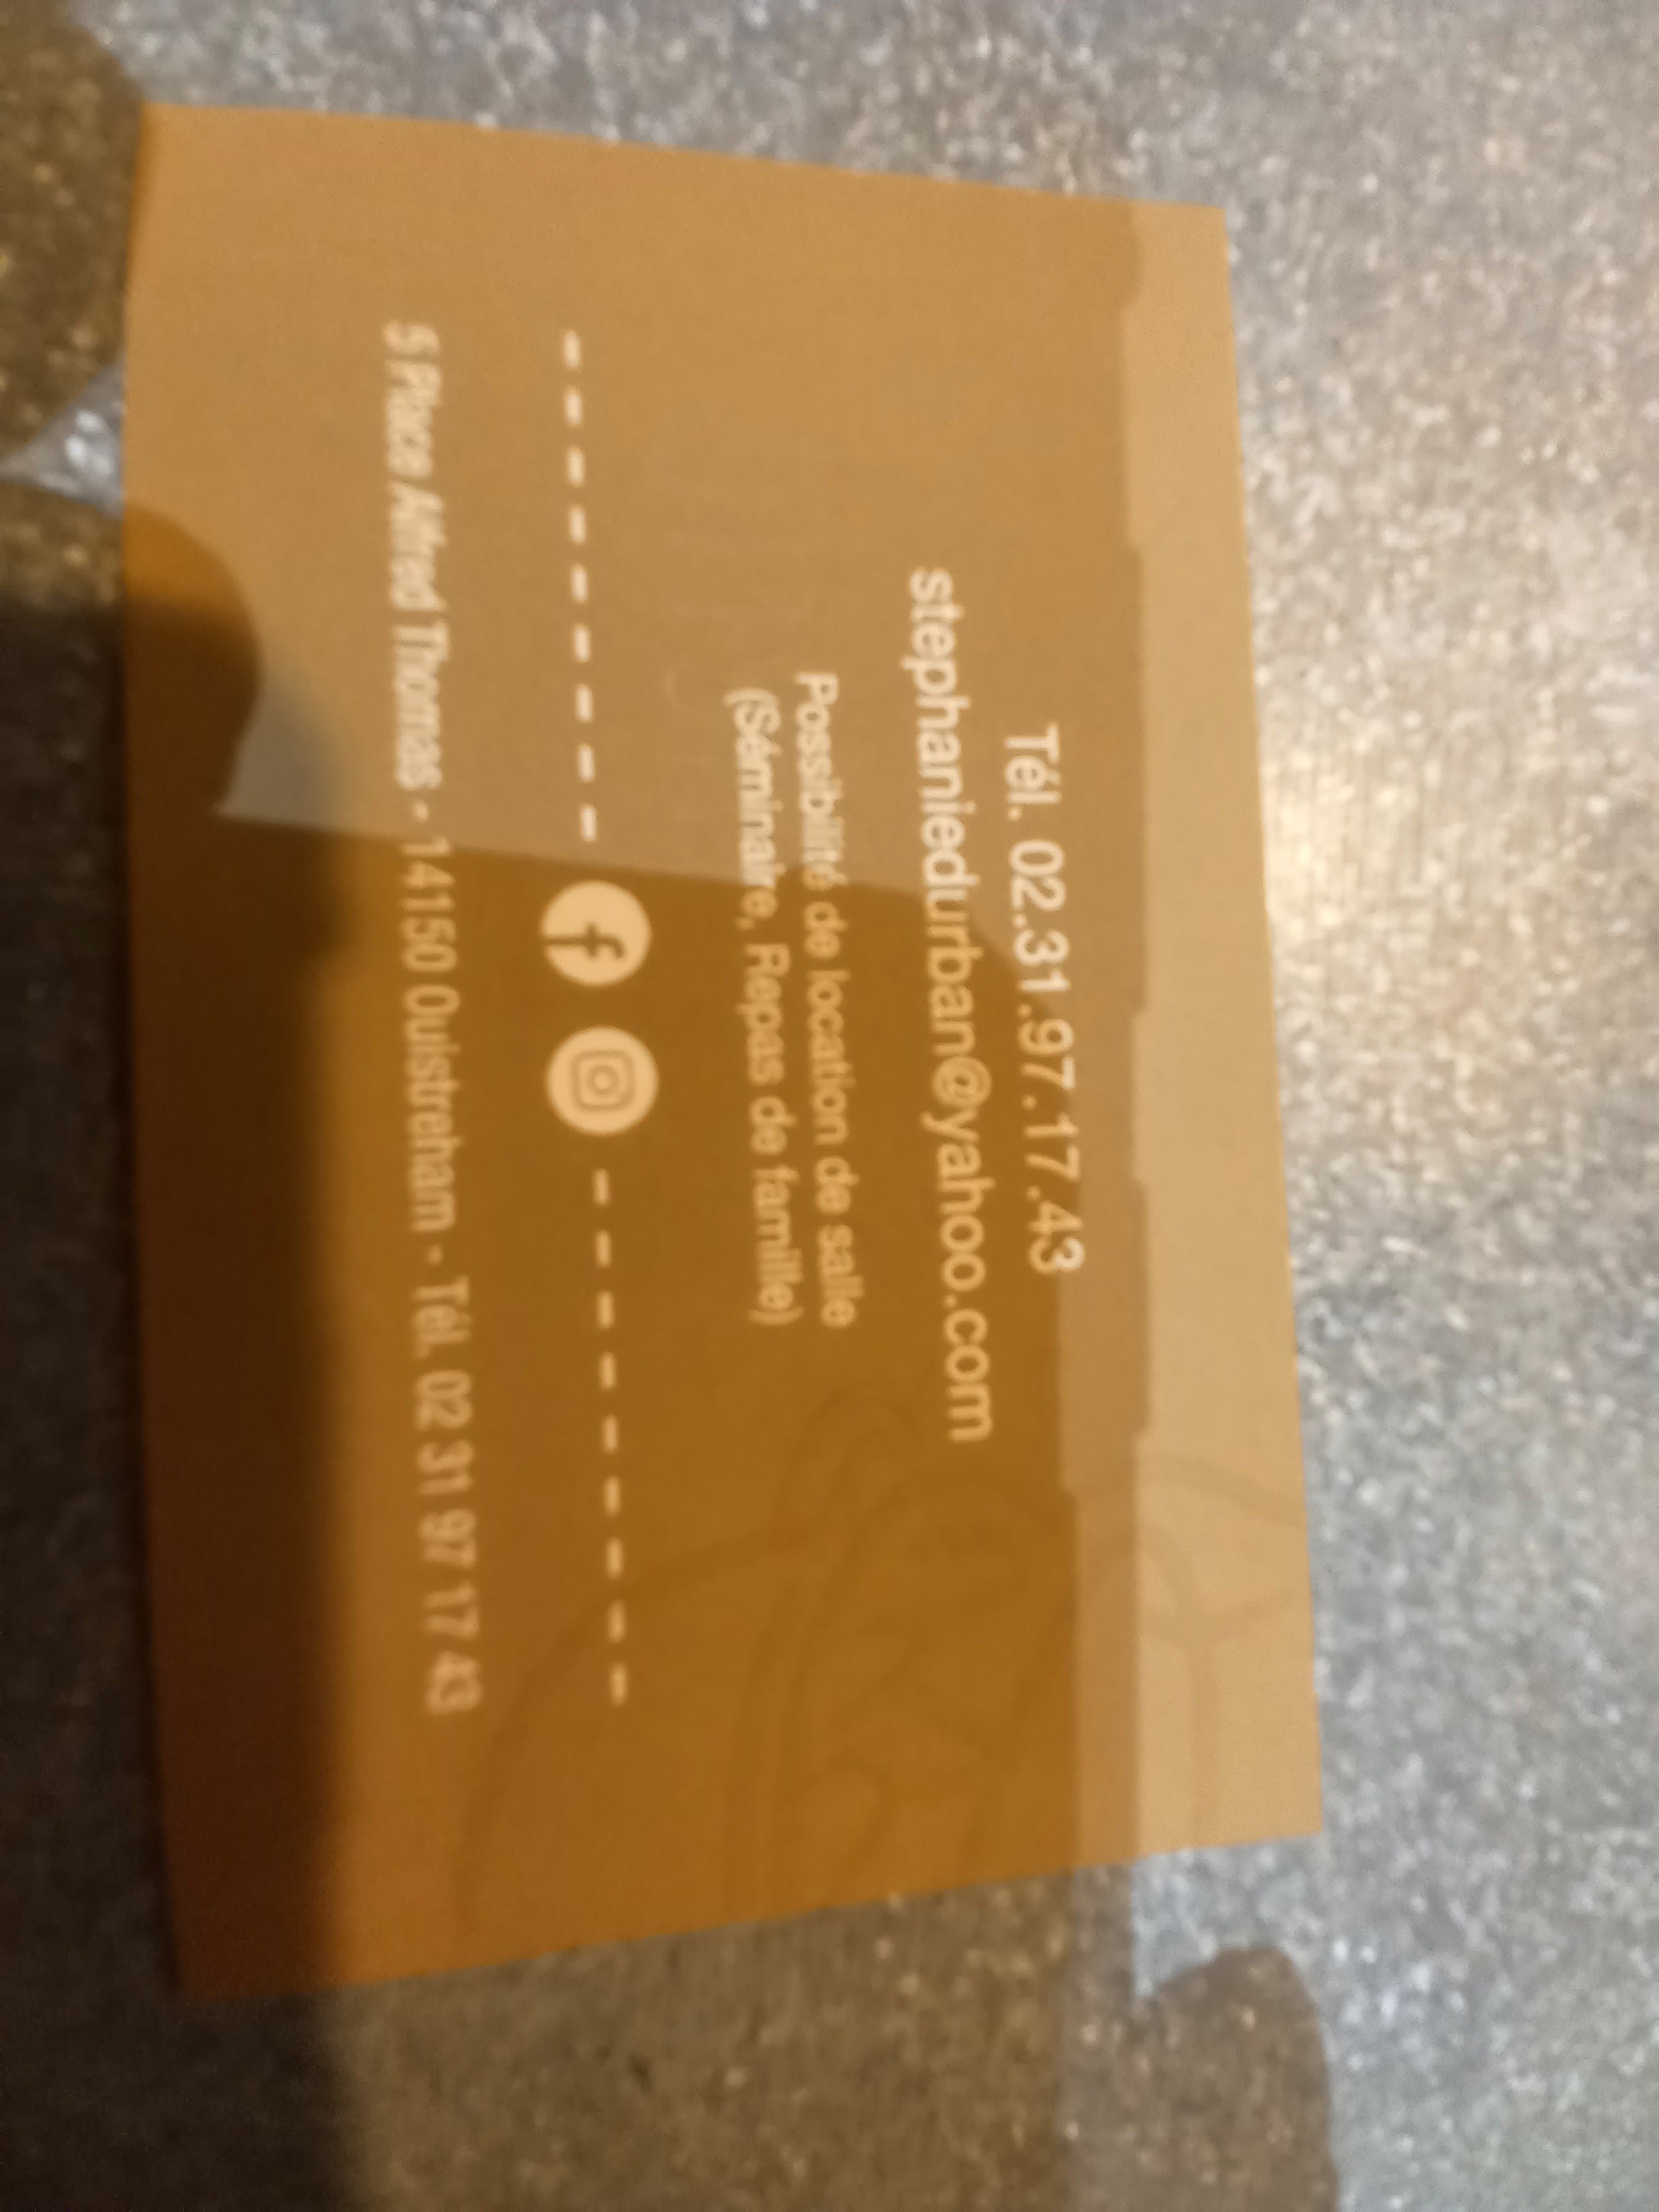 Tél. 02.31.97.17.43
stephaniedurban@yahoo.com
Possibilité de location de salle
(Séminaire, Repas de famille)
5 Place Alfred Thomas - 14150 Ouistreham - Tél. 02 31 97 17 43